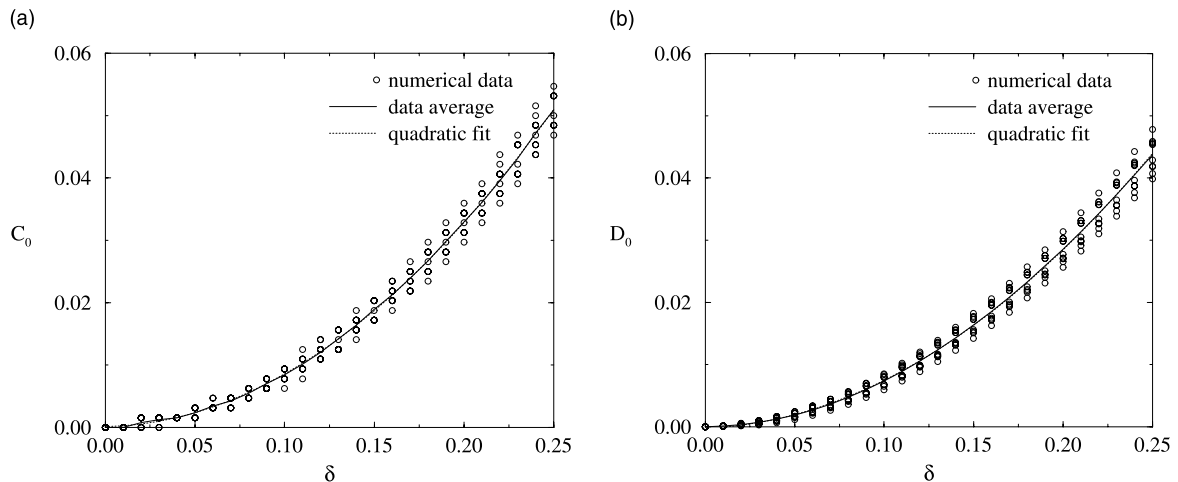 (a)
0.06
0.04
0.02
0.00
C0
numerical data
data average
quadratic fit
0.00 0.05 0.10 0.15 0.20 0.25
δ
(b)
0.06
0.04
0.02
0.00
D0
numerical data
data average
quadratic fit
0.00 0.05 0.10 0.15 0.20 0.25
δ